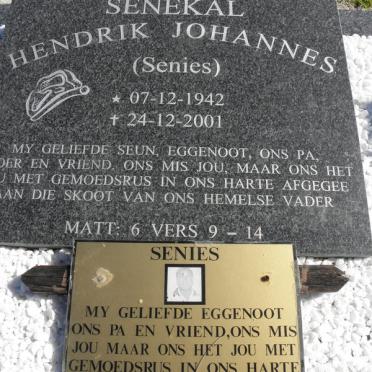 SENEKAL
HENDRIK JOHANNES
(Senies)
★ 07-12-1942
† 24-12-2001
MY GELIEFDE SEUN, EGGENOOT, ONS PA,
EN VRIEND. ONS MIS JOU, MAAR ONS HET
MET GEMOEDSRUS IN ONS HARTE AFGEGEE
AAN DIE SKOOT VAN ONS HEMELSE VADER
MATT: 6 VERS 9 – 14
SENIES
MY GELIEFDE EGGENOOT
ONS PA EN VRIEND, ONS MIS
JOU MAAR ONS HET JOU MET
GEMOEDSRUS IN ONS HARTE